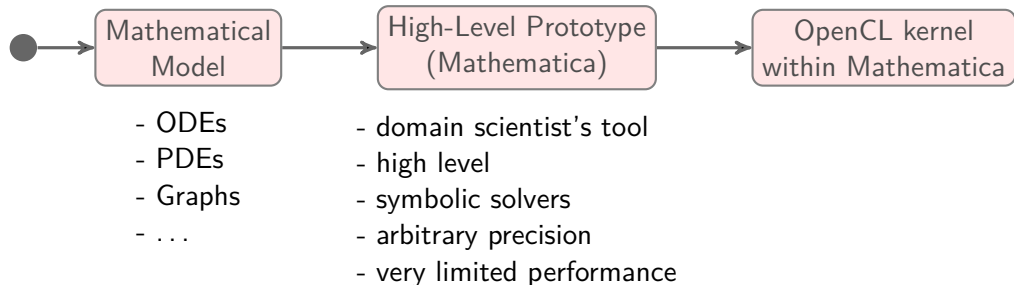 Mathematical
Model
High-Level Prototype
(Mathematica)
OpenCL kernel
within Mathematica
- ODEs
- PDEs
- Graphs
- . . .
- domain scientist's tool
- high level
- symbolic solvers
- arbitrary precision
- very limited performance